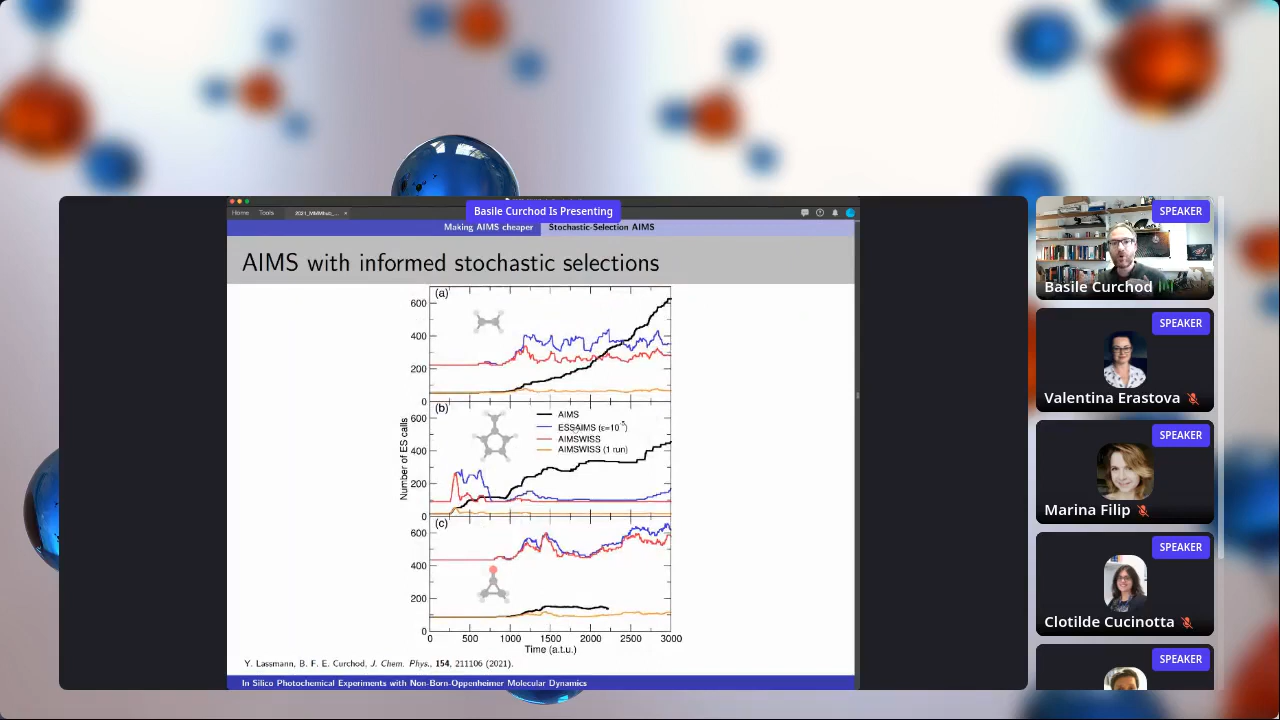 Home Tools 2021_MMMhub_... ×
Basile Curchod Is Presenting
Making AIMS cheaper Stochastic-Selection AIMS
AIMS with informed stochastic selections
(a)
600
400
200
0
(b)
600
400
200
0
AIMS
ESSAIMS (ε=10⁻⁵)
AIMSWISS
AIMSWISS (1 run)
Number of ES calls
(c)
600
400
200
0
0 500 1000 1500 2000 2500 3000
Time (a.t.u.)
Y. Lassmann, B. F. E. Curchod, J. Chem. Phys., 154, 211106 (2021).
In Silico Photochemical Experiments with Non-Born-Oppenheimer Molecular Dynamics
SPEAKER
Basile Curchod
SPEAKER
Valentina Erastova
SPEAKER
Marina Filip
SPEAKER
Clotilde Cucinotta
SPEAKER